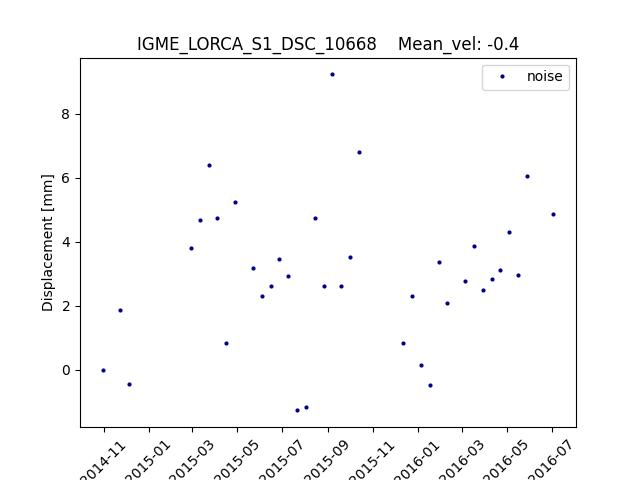 IGME_LORCA_S1_DSC_10668    Mean_vel: -0.4
noise
Displacement [mm]
8
6
4
2
0
2014-11 2015-01 2015-03 2015-05 2015-07 2015-09 2015-11 2016-01 2016-03 2016-05 2016-07